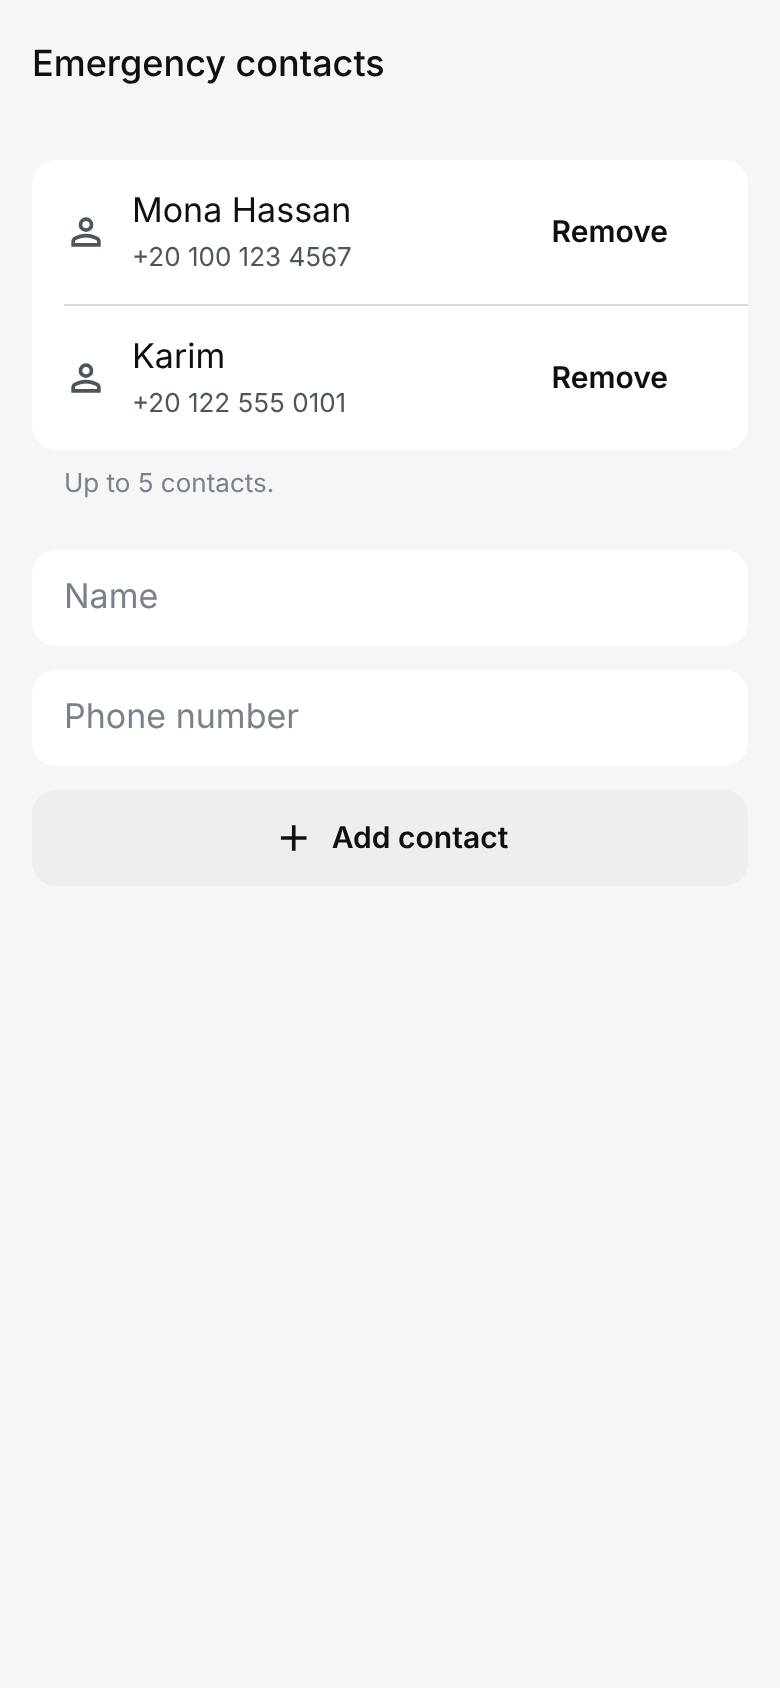 Emergency contacts
Mona Hassan
+20 100 123 4567
Remove
Karim
+20 122 555 0101
Remove
Up to 5 contacts.
Name
Phone number
Add contact